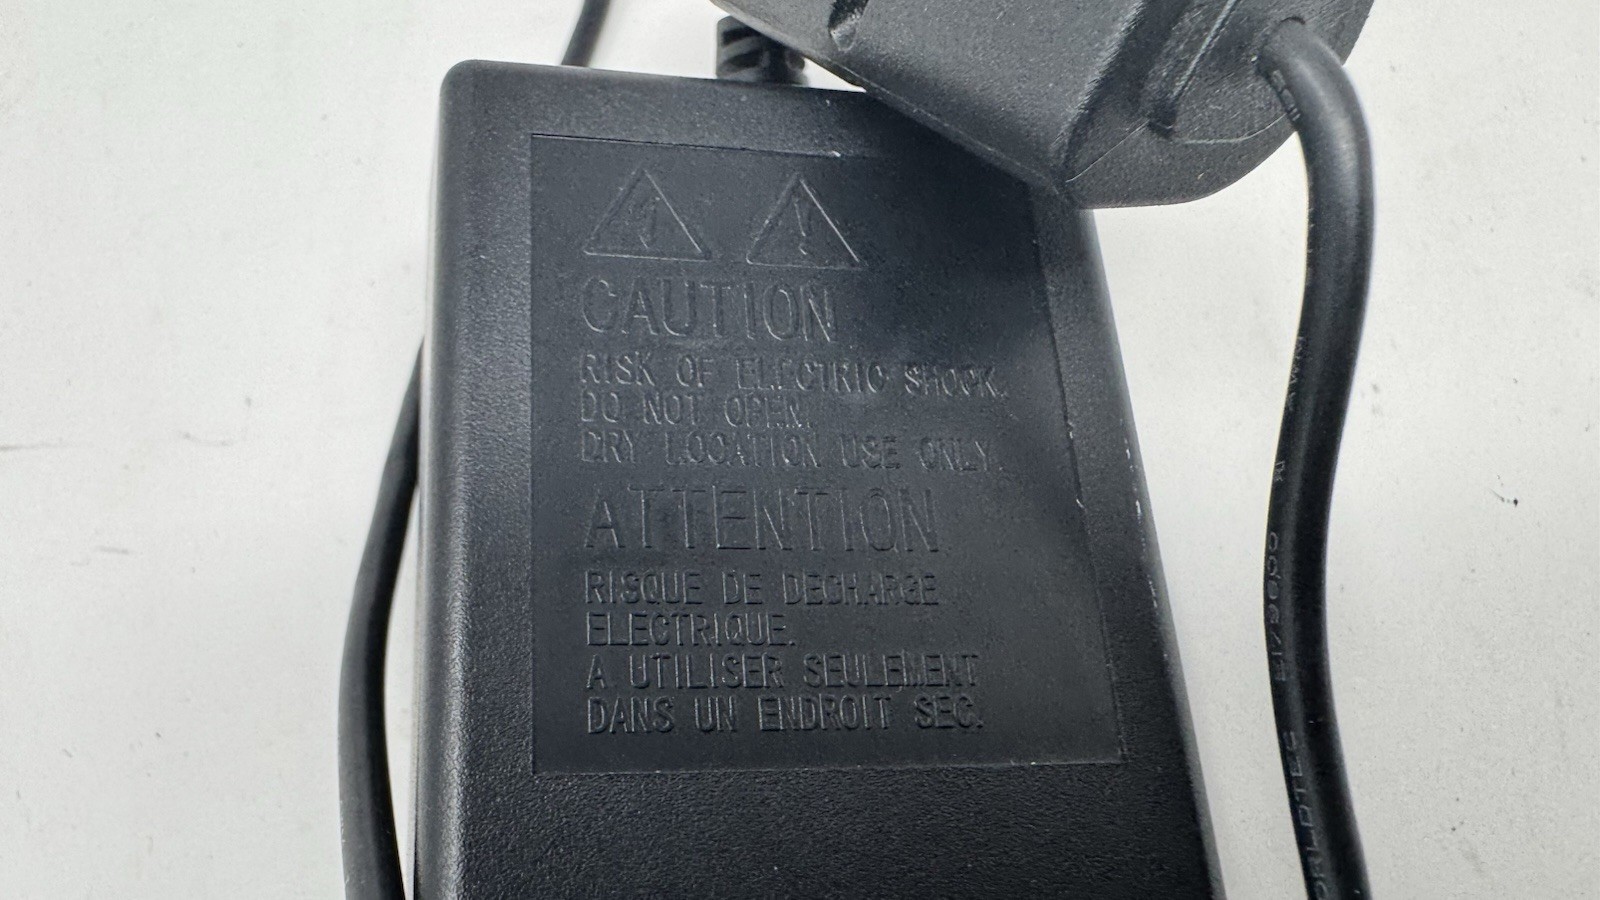 CAUTION
RISK OF ELECTRIC SHOCK.
DO NOT OPEN.
DRY LOCATION USE ONLY.
ATTENTION
RISQUE DE DECHARGE
ELECTRIQUE.
A UTILISER SEULEMENT
DANS UN ENDROIT SEC.